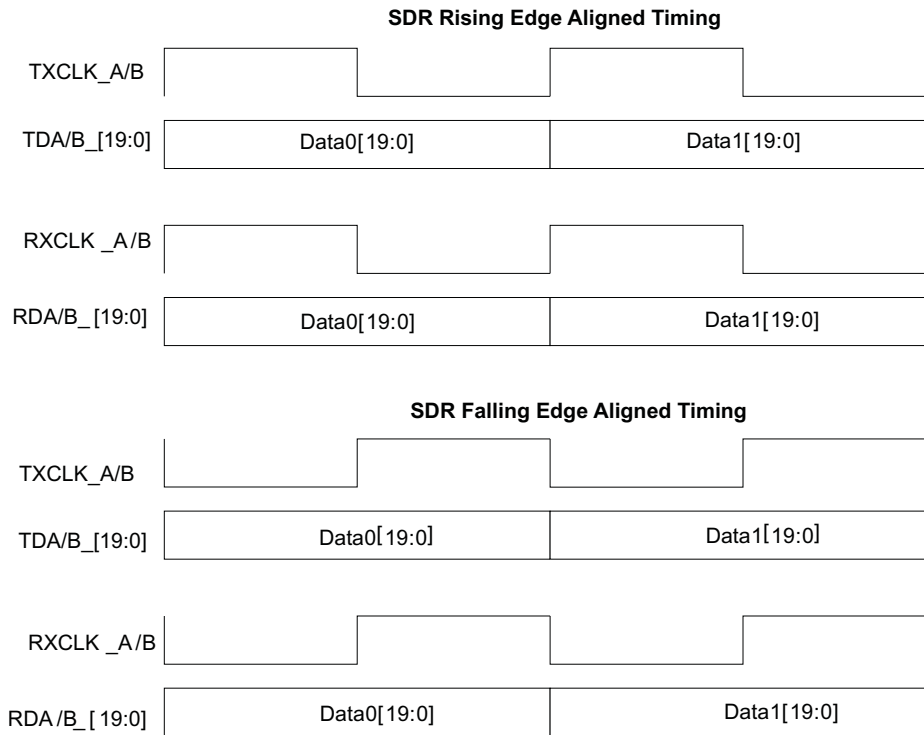 SDR Rising Edge Aligned Timing
TXCLK_A/B
TDA/B_[19:0] Data0[19:0] Data1[19:0]
RXCLK _A/B
RDA/B_[19:0] Data0[19:0] Data1[19:0]
SDR Falling Edge Aligned Timing
TXCLK_A/B
TDA/B_[19:0] Data0[19:0] Data1[19:0]
RXCLK _A/B
RDA/B_[19:0] Data0[19:0] Data1[19:0]